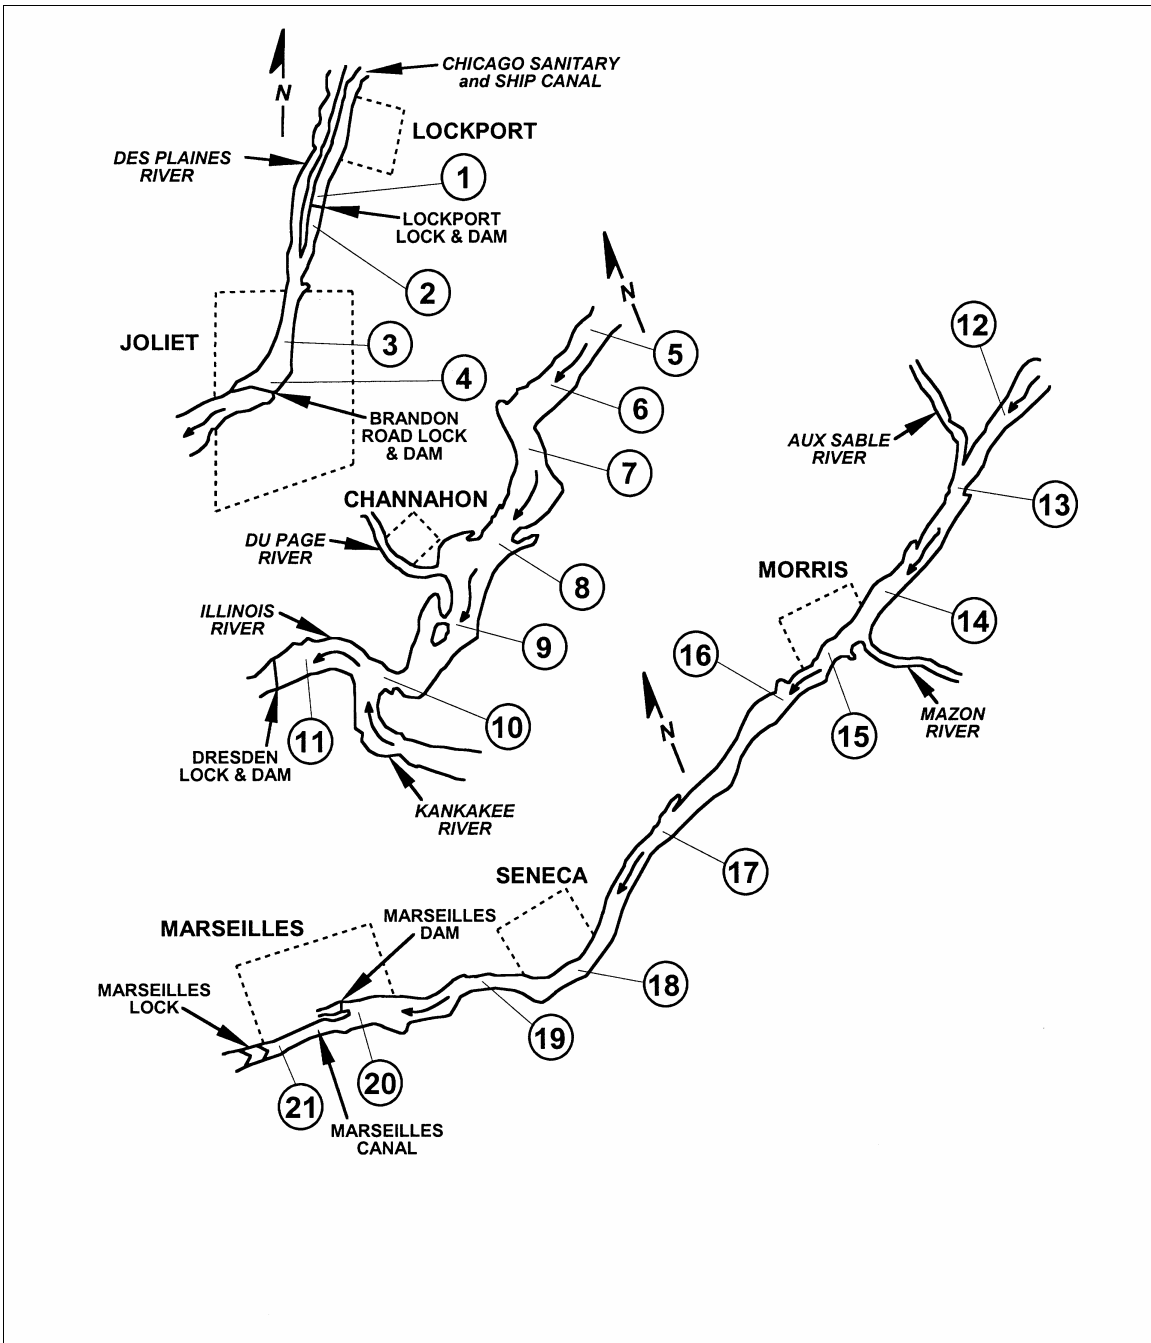 CHICAGO SANITARY
and SHIP CANAL
N
LOCKPORT
DES PLAINES
RIVER
1
LOCKPORT
LOCK & DAM
2
JOLIET
3
4
BRANDON
ROAD LOCK
& DAM
N
5
6
7
CHANNAHON
DU PAGE
RIVER
8
ILLINOIS
RIVER
9
10
11
DRESDEN
LOCK & DAM
KANKAKEE
RIVER
12
AUX SABLE
RIVER
13
MORRIS
14
16
15
MAZON
RIVER
N
17
SENECA
MARSEILLES
MARSEILLES
DAM
18
MARSEILLES
LOCK
19
20
21
MARSEILLES
CANAL